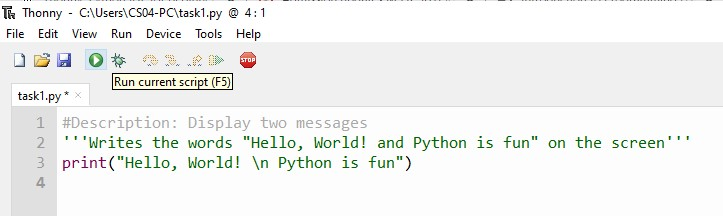 Thonny - C:\Users\CS04-PC\task1.py @ 4:1
File Edit View Run Device Tools Help
STOP
Run current script (F5)
task1.py * ×
1 #Description: Display two messages
2 '''Writes the words "Hello, World! and Python is fun" on the screen'''
3 print("Hello, World! \n Python is fun")
4